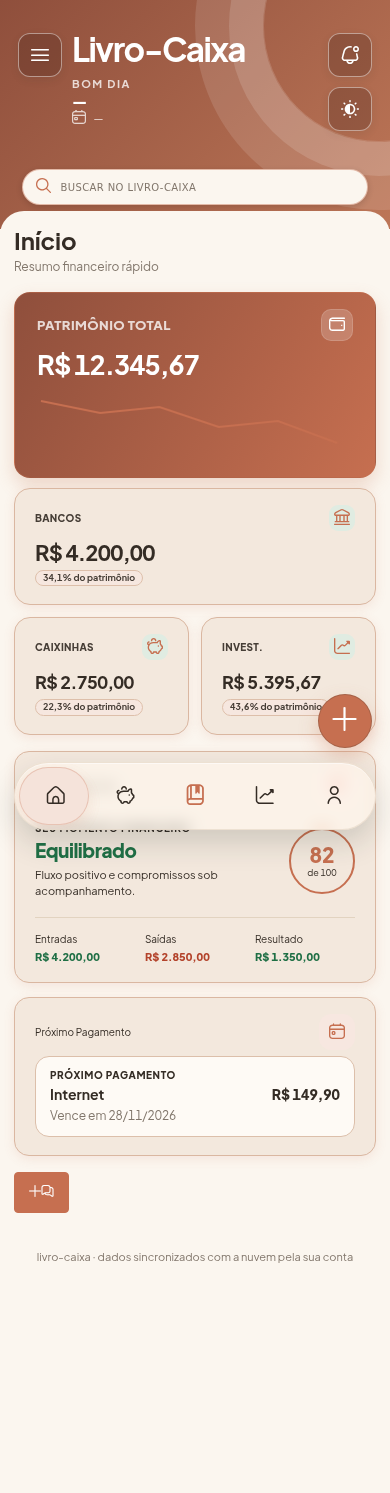 Livro-Caixa
BOM DIA
—
—
BUSCAR NO LIVRO-CAIXA
Início
Resumo financeiro rápido
PATRIMÔNIO TOTAL
R$ 12.345,67
BANCOS
R$ 4.200,00
34,1% do patrimônio
CAIXINHAS
R$ 2.750,00
22,3% do patrimônio
INVEST.
R$ 5.395,67
43,6% do patrimônio
SEU MOMENTO FINANCEIRO
Equilibrado
Fluxo positivo e compromissos sob
acompanhamento.
82
de 100
Entradas
R$ 4.200,00
Saídas
R$ 2.850,00
Resultado
R$ 1.350,00
Próximo Pagamento
PRÓXIMO PAGAMENTO
Internet
R$ 149,90
Vence em 28/11/2026
livro-caixa · dados sincronizados com a nuvem pela sua conta